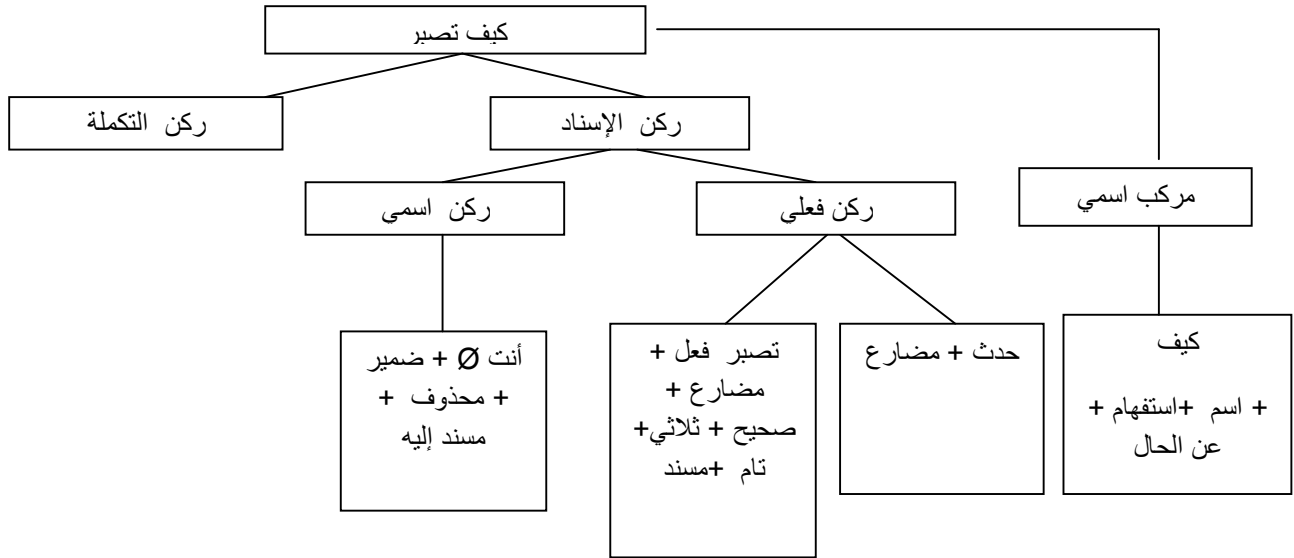 كيف تصبر
ركن الإسناد
ركن التكملة
مركب اسمي
ركن فعلي
ركن اسمي
كيف
+ اسم +استفهام +
عن الحال
حدث + مضارع
تصبر فعل +
مضارع +
صحيح + ثلاثي+
تام +مسند
أنت Ø + ضمير
+ محذوف +
مسند إليه